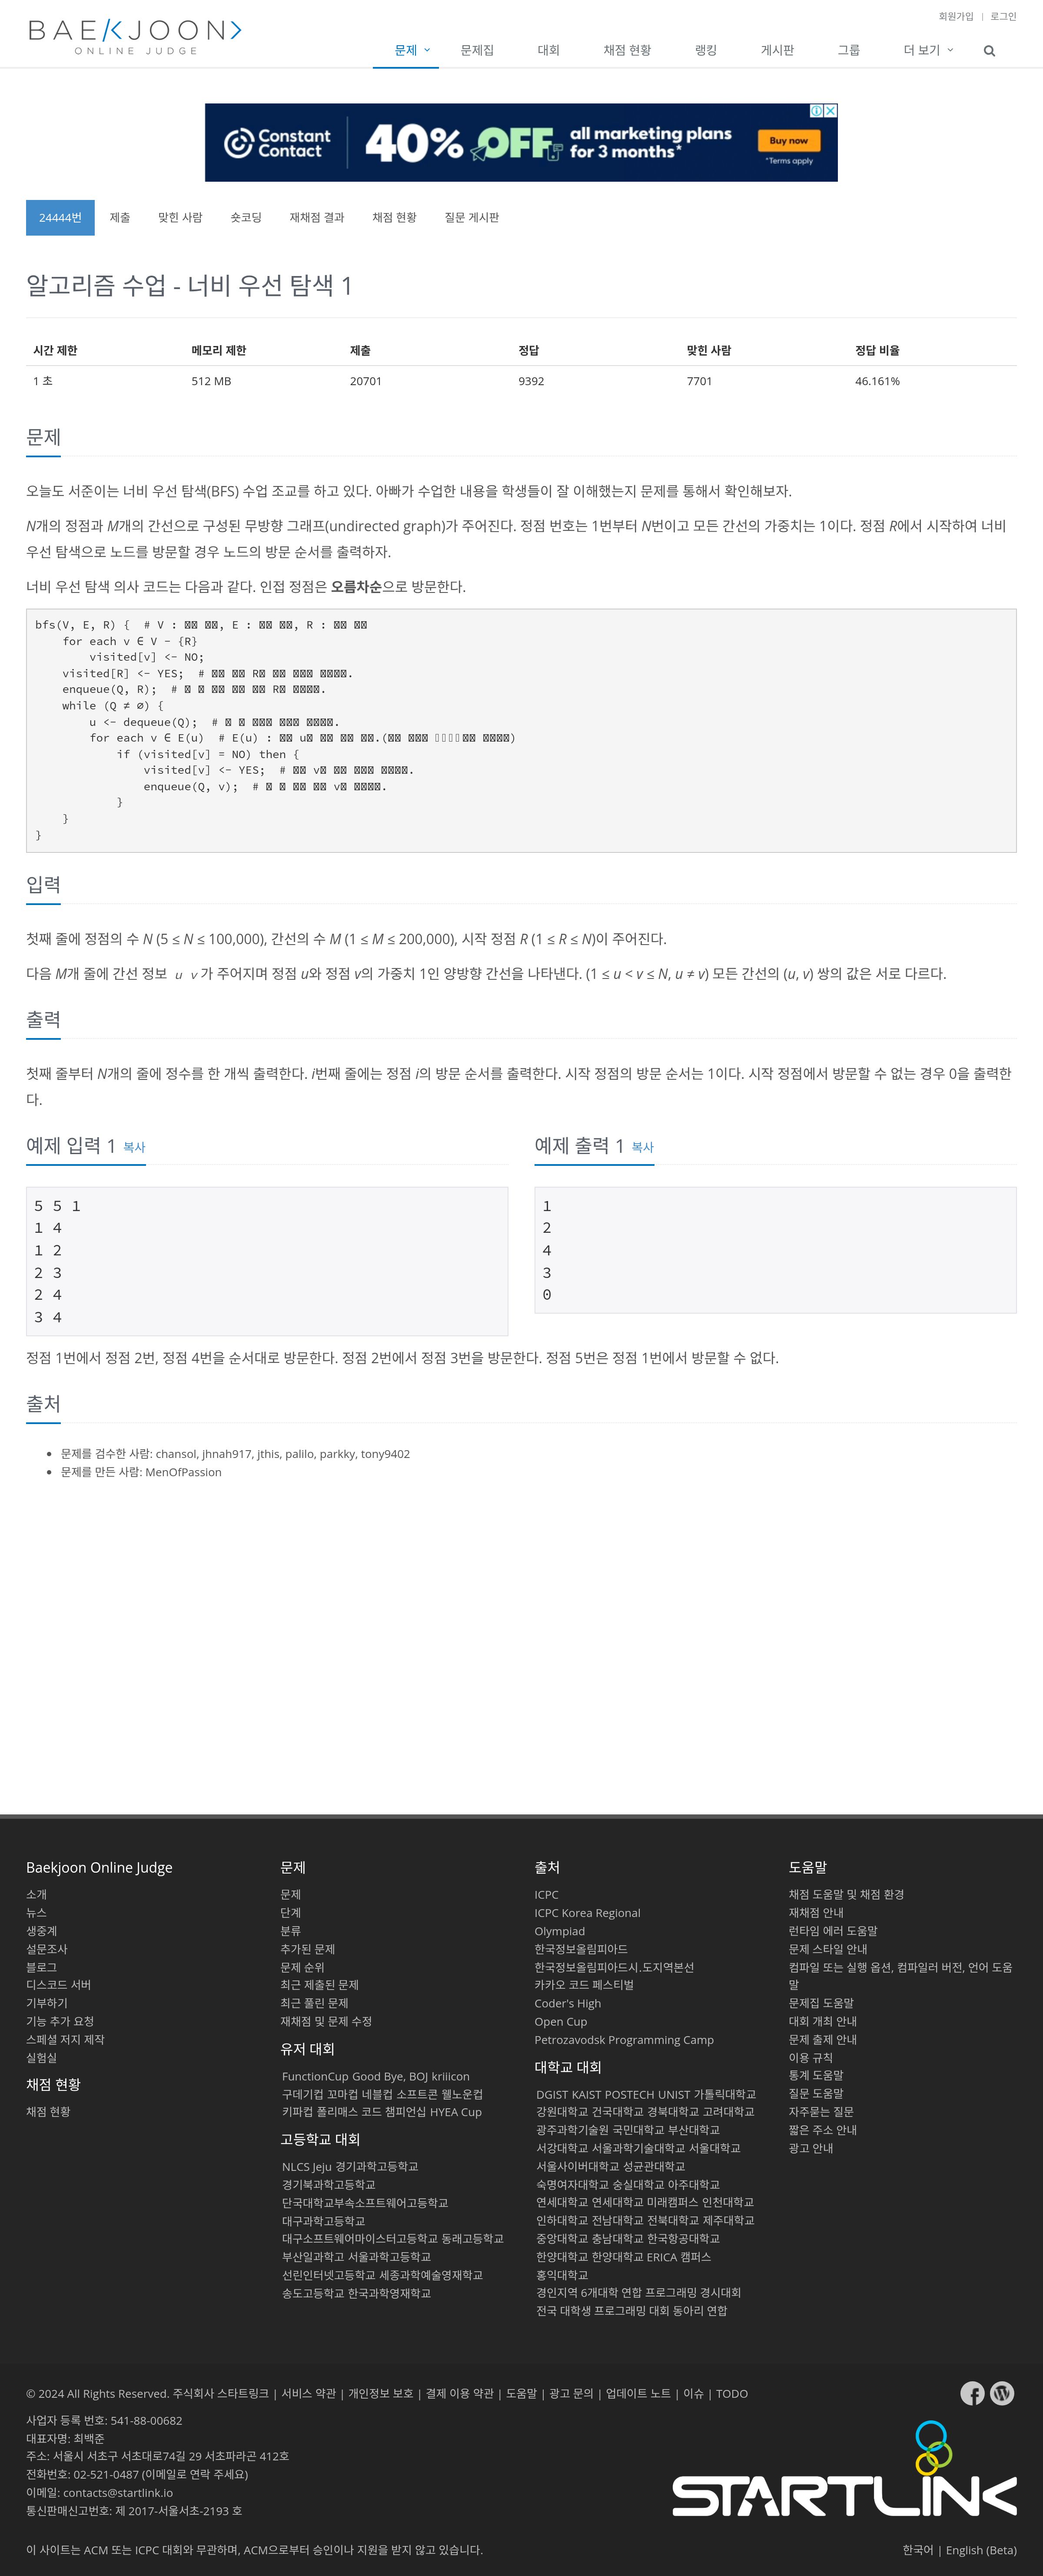 회원가입 | 로그인
BAEKJOON>
ONLINE JUDGE
문제 문제집 대회 채점 현황 랭킹 게시판 그룹 더 보기
Constant Contact 40% OFF all marketing plans for 3 months* Buy now
*Terms apply
24444번 제출 맞힌 사람 숏코딩 재채점 결과 채점 현황 질문 게시판
알고리즘 수업 - 너비 우선 탐색 1
시간 제한 메모리 제한 제출 정답 맞힌 사람 정답 비율
1 초 512 MB 20701 9392 7701 46.161%
문제
오늘도 서준이는 너비 우선 탐색(BFS) 수업 조교를 하고 있다. 아빠가 수업한 내용을 학생들이 잘 이해했는지 문제를 통해서 확인해보자.
N개의 정점과 M개의 간선으로 구성된 무방향 그래프(undirected graph)가 주어진다. 정점 번호는 1번부터 N번이고 모든 간선의 가중치는 1이다. 정점 R에서 시작하여 너비
우선 탐색으로 노드를 방문할 경우 노드의 방문 순서를 출력하자.
너비 우선 탐색 의사 코드는 다음과 같다. 인접 정점은 오름차순으로 방문한다.
bfs(V, E, R) { # V : , E : , R :
for each v ∈ V - {R}
visited[v] <- NO;
visited[R] <- YES; # R .
enqueue(Q, R); # R .
while (Q ≠ ∅) {
u <- dequeue(Q); # .
for each v ∈ E(u) # E(u) : u .( )
if (visited[v] = NO) then {
visited[v] <- YES; # v .
enqueue(Q, v); # v .
}
}
}
입력
첫째 줄에 정점의 수 N (5 ≤ N ≤ 100,000), 간선의 수 M (1 ≤ M ≤ 200,000), 시작 정점 R (1 ≤ R ≤ N)이 주어진다.
다음 M개 줄에 간선 정보 u v 가 주어지며 정점 u와 정점 v의 가중치 1인 양방향 간선을 나타낸다. (1 ≤ u < v ≤ N, u ≠ v) 모든 간선의 (u, v) 쌍의 값은 서로 다르다.
출력
첫째 줄부터 N개의 줄에 정수를 한 개씩 출력한다. i번째 줄에는 정점 i의 방문 순서를 출력한다. 시작 정점의 방문 순서는 1이다. 시작 정점에서 방문할 수 없는 경우 0을 출력한
다.
예제 입력 1 복사
5 5 1
1 4
1 2
2 3
2 4
3 4
예제 출력 1 복사
1
2
4
3
0
정점 1번에서 정점 2번, 정점 4번을 순서대로 방문한다. 정점 2번에서 정점 3번을 방문한다. 정점 5번은 정점 1번에서 방문할 수 없다.
출처
문제를 검수한 사람: chansol, jhnah917, jthis, palilo, parkky, tony9402
문제를 만든 사람: MenOfPassion
Baekjoon Online Judge
소개
뉴스
생중계
설문조사
블로그
디스코드 서버
기부하기
기능 추가 요청
스페셜 저지 제작
실험실
채점 현황
채점 현황
문제
문제
단계
분류
추가된 문제
문제 순위
최근 제출된 문제
최근 풀린 문제
재채점 및 문제 수정
유저 대회
FunctionCup Good Bye, BOJ kriiicon
구데기컵 꼬마컵 네블컵 소프트콘 웰노운컵
키파컵 폴리매스 코드 챔피언십 HYEA Cup
고등학교 대회
NLCS Jeju 경기과학고등학교
경기북과학고등학교
단국대학교부속소프트웨어고등학교
대구과학고등학교
대구소프트웨어마이스터고등학교 동래고등학교
부산일과학고 서울과학고등학교
선린인터넷고등학교 세종과학예술영재학교
송도고등학교 한국과학영재학교
출처
ICPC
ICPC Korea Regional
Olympiad
한국정보올림피아드
한국정보올림피아드시.도지역본선
카카오 코드 페스티벌
Coder's High
Open Cup
Petrozavodsk Programming Camp
대학교 대회
DGIST KAIST POSTECH UNIST 가톨릭대학교
강원대학교 건국대학교 경북대학교 고려대학교
광주과학기술원 국민대학교 부산대학교
서강대학교 서울과학기술대학교 서울대학교
서울사이버대학교 성균관대학교
숙명여자대학교 숭실대학교 아주대학교
연세대학교 연세대학교 미래캠퍼스 인천대학교
인하대학교 전남대학교 전북대학교 제주대학교
중앙대학교 충남대학교 한국항공대학교
한양대학교 한양대학교 ERICA 캠퍼스
홍익대학교
경인지역 6개대학 연합 프로그래밍 경시대회
전국 대학생 프로그래밍 대회 동아리 연합
도움말
채점 도움말 및 채점 환경
재채점 안내
런타임 에러 도움말
문제 스타일 안내
컴파일 또는 실행 옵션, 컴파일러 버전, 언어 도움
말
문제집 도움말
대회 개최 안내
문제 출제 안내
이용 규칙
통계 도움말
질문 도움말
자주묻는 질문
짧은 주소 안내
광고 안내
© 2024 All Rights Reserved. 주식회사 스타트링크 | 서비스 약관 | 개인정보 보호 | 결제 이용 약관 | 도움말 | 광고 문의 | 업데이트 노트 | 이슈 | TODO
사업자 등록 번호: 541-88-00682
대표자명: 최백준
주소: 서울시 서초구 서초대로74길 29 서초파라곤 412호
전화번호: 02-521-0487 (이메일로 연락 주세요)
이메일: contacts@startlink.io
통신판매신고번호: 제 2017-서울서초-2193 호
STARTLINK
이 사이트는 ACM 또는 ICPC 대회와 무관하며, ACM으로부터 승인이나 지원을 받지 않고 있습니다.
한국어 | English (Beta)